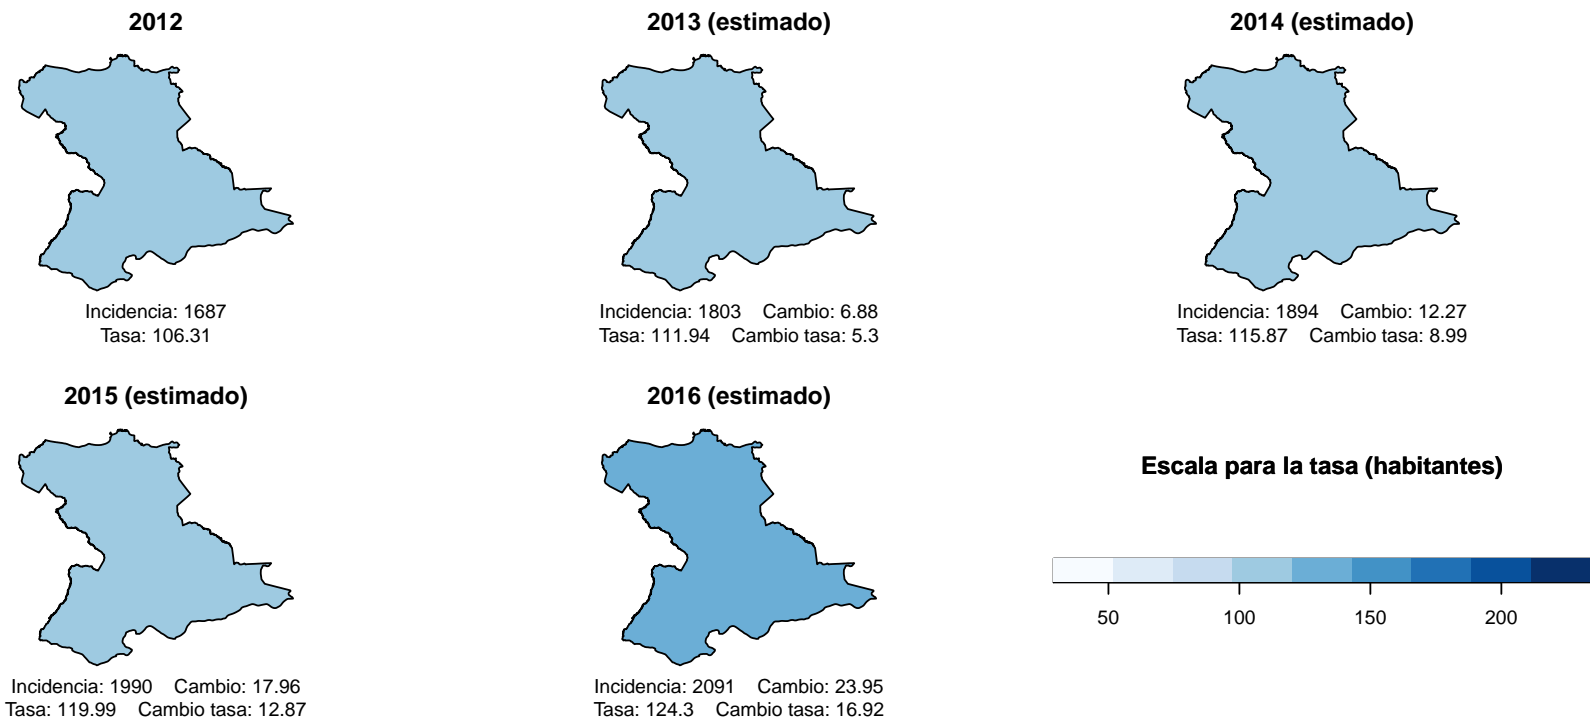 2012
Incidencia: 1687
Tasa: 106.31
2013 (estimado)
Incidencia: 1803 Cambio: 6.88
Tasa: 111.94 Cambio tasa: 5.3
2014 (estimado)
Incidencia: 1894 Cambio: 12.27
Tasa: 115.87 Cambio tasa: 8.99
2015 (estimado)
Incidencia: 1990 Cambio: 17.96
Tasa: 119.99 Cambio tasa: 12.87
2016 (estimado)
Incidencia: 2091 Cambio: 23.95
Tasa: 124.3 Cambio tasa: 16.92
Escala para la tasa (habitantes)
50 100 150 200